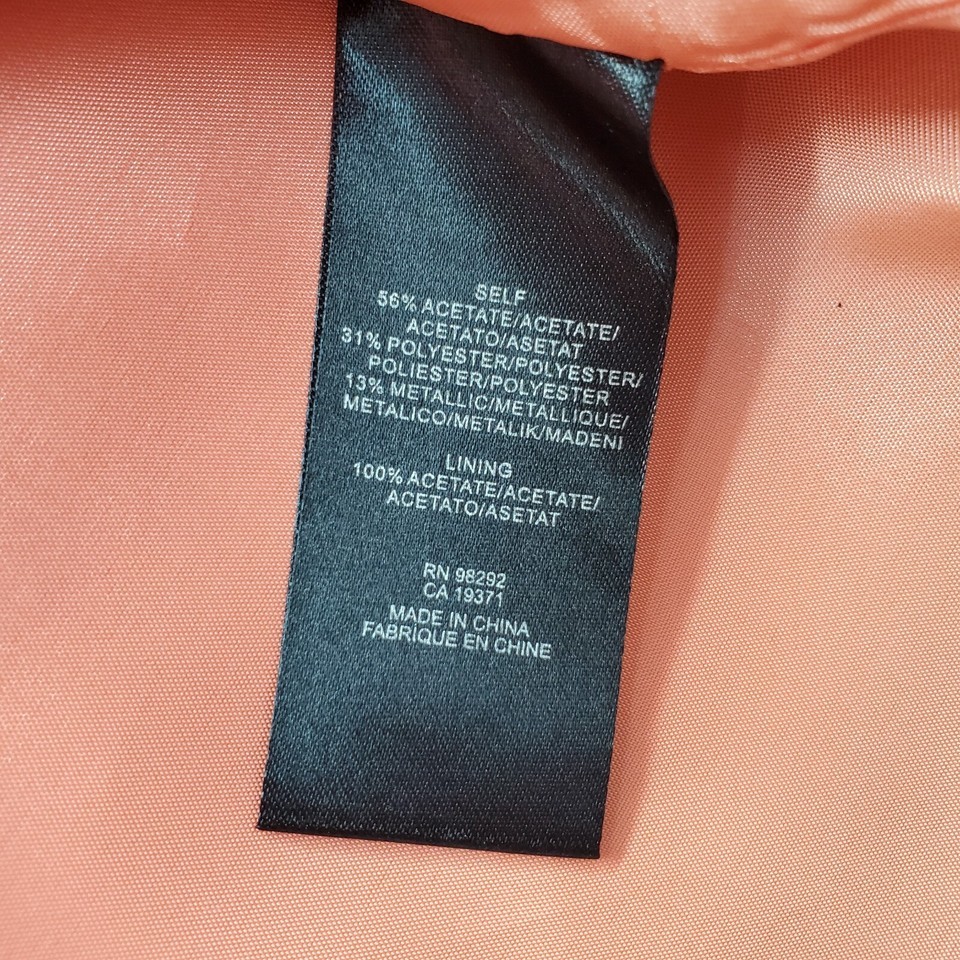 SELF
56% ACETATE/ACETATE/
ACETATO/ASETAT
31% POLYESTER/POLYESTER/
POLIESTER/POLYESTER
13% METALLIC/METALLIQUE/
METALICO/METALIK/MADENI
LINING
100% ACETATE/ACETATE/
ACETATO/ASETAT
RN 98292
CA 19371
MADE IN CHINA
FABRIQUE EN CHINE